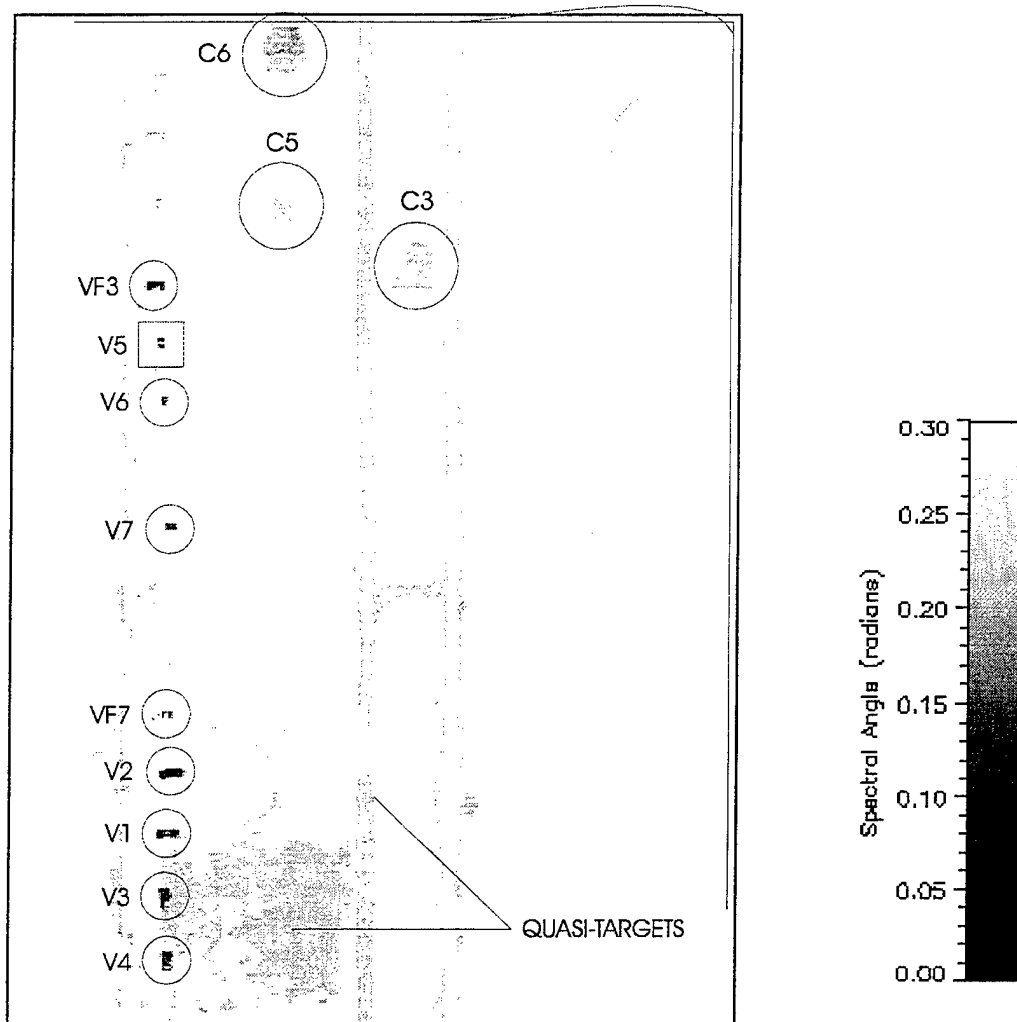 C6
C5
C3
VF3
V5
V6
V7
VF7
V2
V1
V3
V4
QUASI-TARGETS
Spectral Angle (radians)
0.30
0.25
0.20
0.15
0.10
0.05
0.00